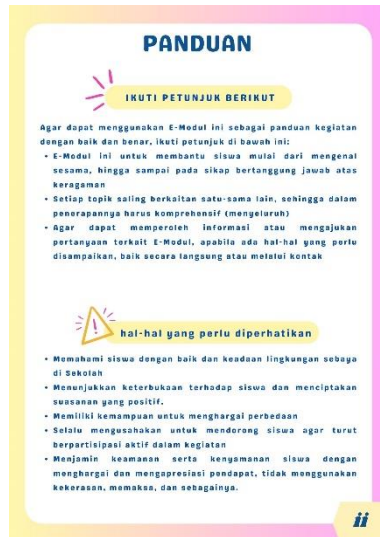 PANDUAN
IKUTI PETUNJUK BERIKUT
Agar dapat menggunakan E-Modul ini sebagai panduan kegiatan
dengan baik dan benar, ikuti petunjuk di bawah ini:
• E-Modul ini untuk membantu siswa mulai dari mengenal
sesama, hingga sampai pada sikap bertanggung jawab atas
keragaman
• Setiap topik saling berkaitan satu-sama lain, sehingga dalam
penerapannya harus komprehensif (menyeluruh)
• Agar dapat memperoleh informasi atau mengajukan
pertanyaan terkait E-Modul, apabila ada hal-hal yang perlu
disampaikan, baik secara langsung atau melalui kontak
hal-hal yang perlu diperhatikan
• Memahami siswa dengan baik dan keadaan lingkungan sebaya
di Sekolah
• Menunjukkan keterbukaan terhadap siswa dan menciptakan
suasanan yang positif.
• Memiliki kemampuan untuk menghargai perbedaan
• Selalu mengusahakan untuk mendorong siswa agar turut
berpartisipasi aktif dalam kegiatan
• Menjamin keamanan serta kenyamanan siswa dengan
menghargai dan mengapresiasi pendapat, tidak menggunakan
kekerasan, memaksa, dan sebagainya.
ii